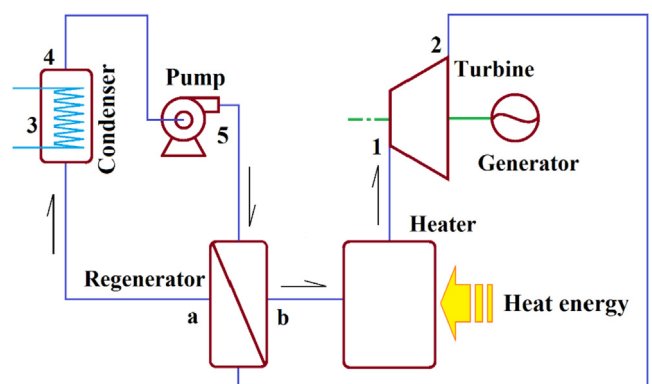 4
2
Pump
Turbine
Condenser
3
5
1
Generator
Heater
Regenerator
a
b
Heat energy